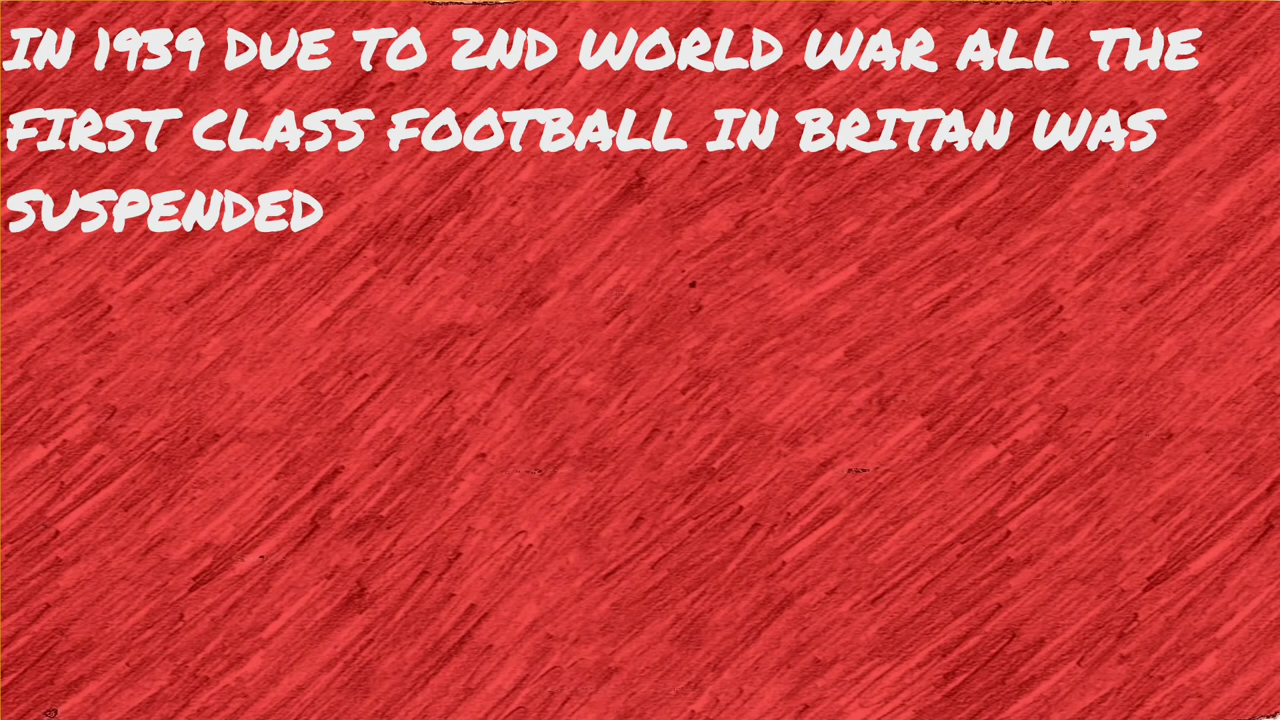 IN 1939 DUE TO 2ND WORLD WAR ALL THE
FIRST CLASS FOOTBALL IN BRITAN WAS
SUSPENDED